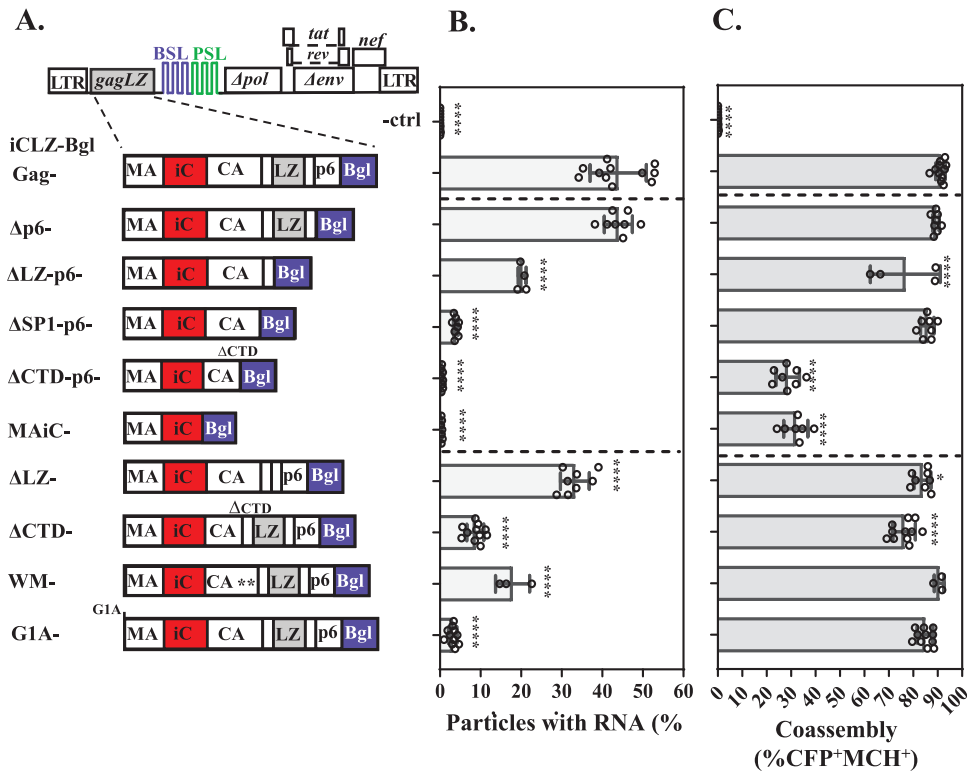 A.
B.
C.
BSL PSL
tat
rev
nef
LTR gagLZ Δpol Δenv LTR
-ctrl
****
****
iCLZ-Bgl
Gag- MA iC CA LZ p6 Bgl
Δp6- MA iC CA LZ Bgl
ΔLZ-p6- MA iC CA Bgl
****
****
ΔSP1-p6- MA iC CA Bgl
****
ΔCTD
ΔCTD-p6- MA iC CA Bgl
****
****
MAiC- MA iC Bgl
****
****
ΔLZ- MA iC CA p6 Bgl
****
*
ΔCTD
ΔCTD- MA iC CA LZ p6 Bgl
****
****
WM- MA iC CA ** LZ p6 Bgl
****
G1A
G1A- MA iC CA LZ p6 Bgl
****
0 10 20 30 40 50 60
Particles with RNA (%
0 10 20 30 40 50 60 70 80 90 100
Coassembly
(%CFP⁺MCH⁺)